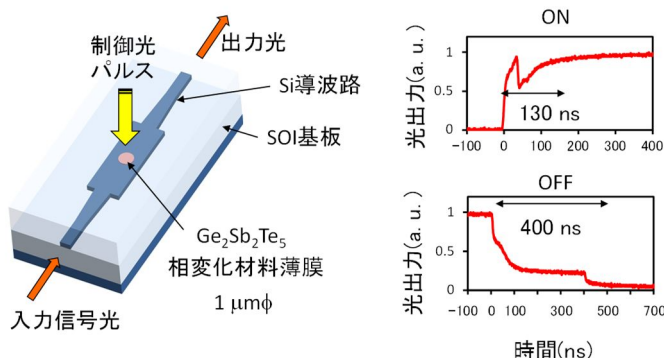 制御光
パルス
出力光
Si導波路
SOI基板
Ge₂Sb₂Te₅
相変化材料薄膜
1 μmϕ
入力信号光
ON
光出力(a. u.)
1
0.5
0
130 ns
-100 0 100 200 300 400
OFF
光出力(a. u.)
1
0.5
0
400 ns
-100 0 100 300 500 700
時間(ns)